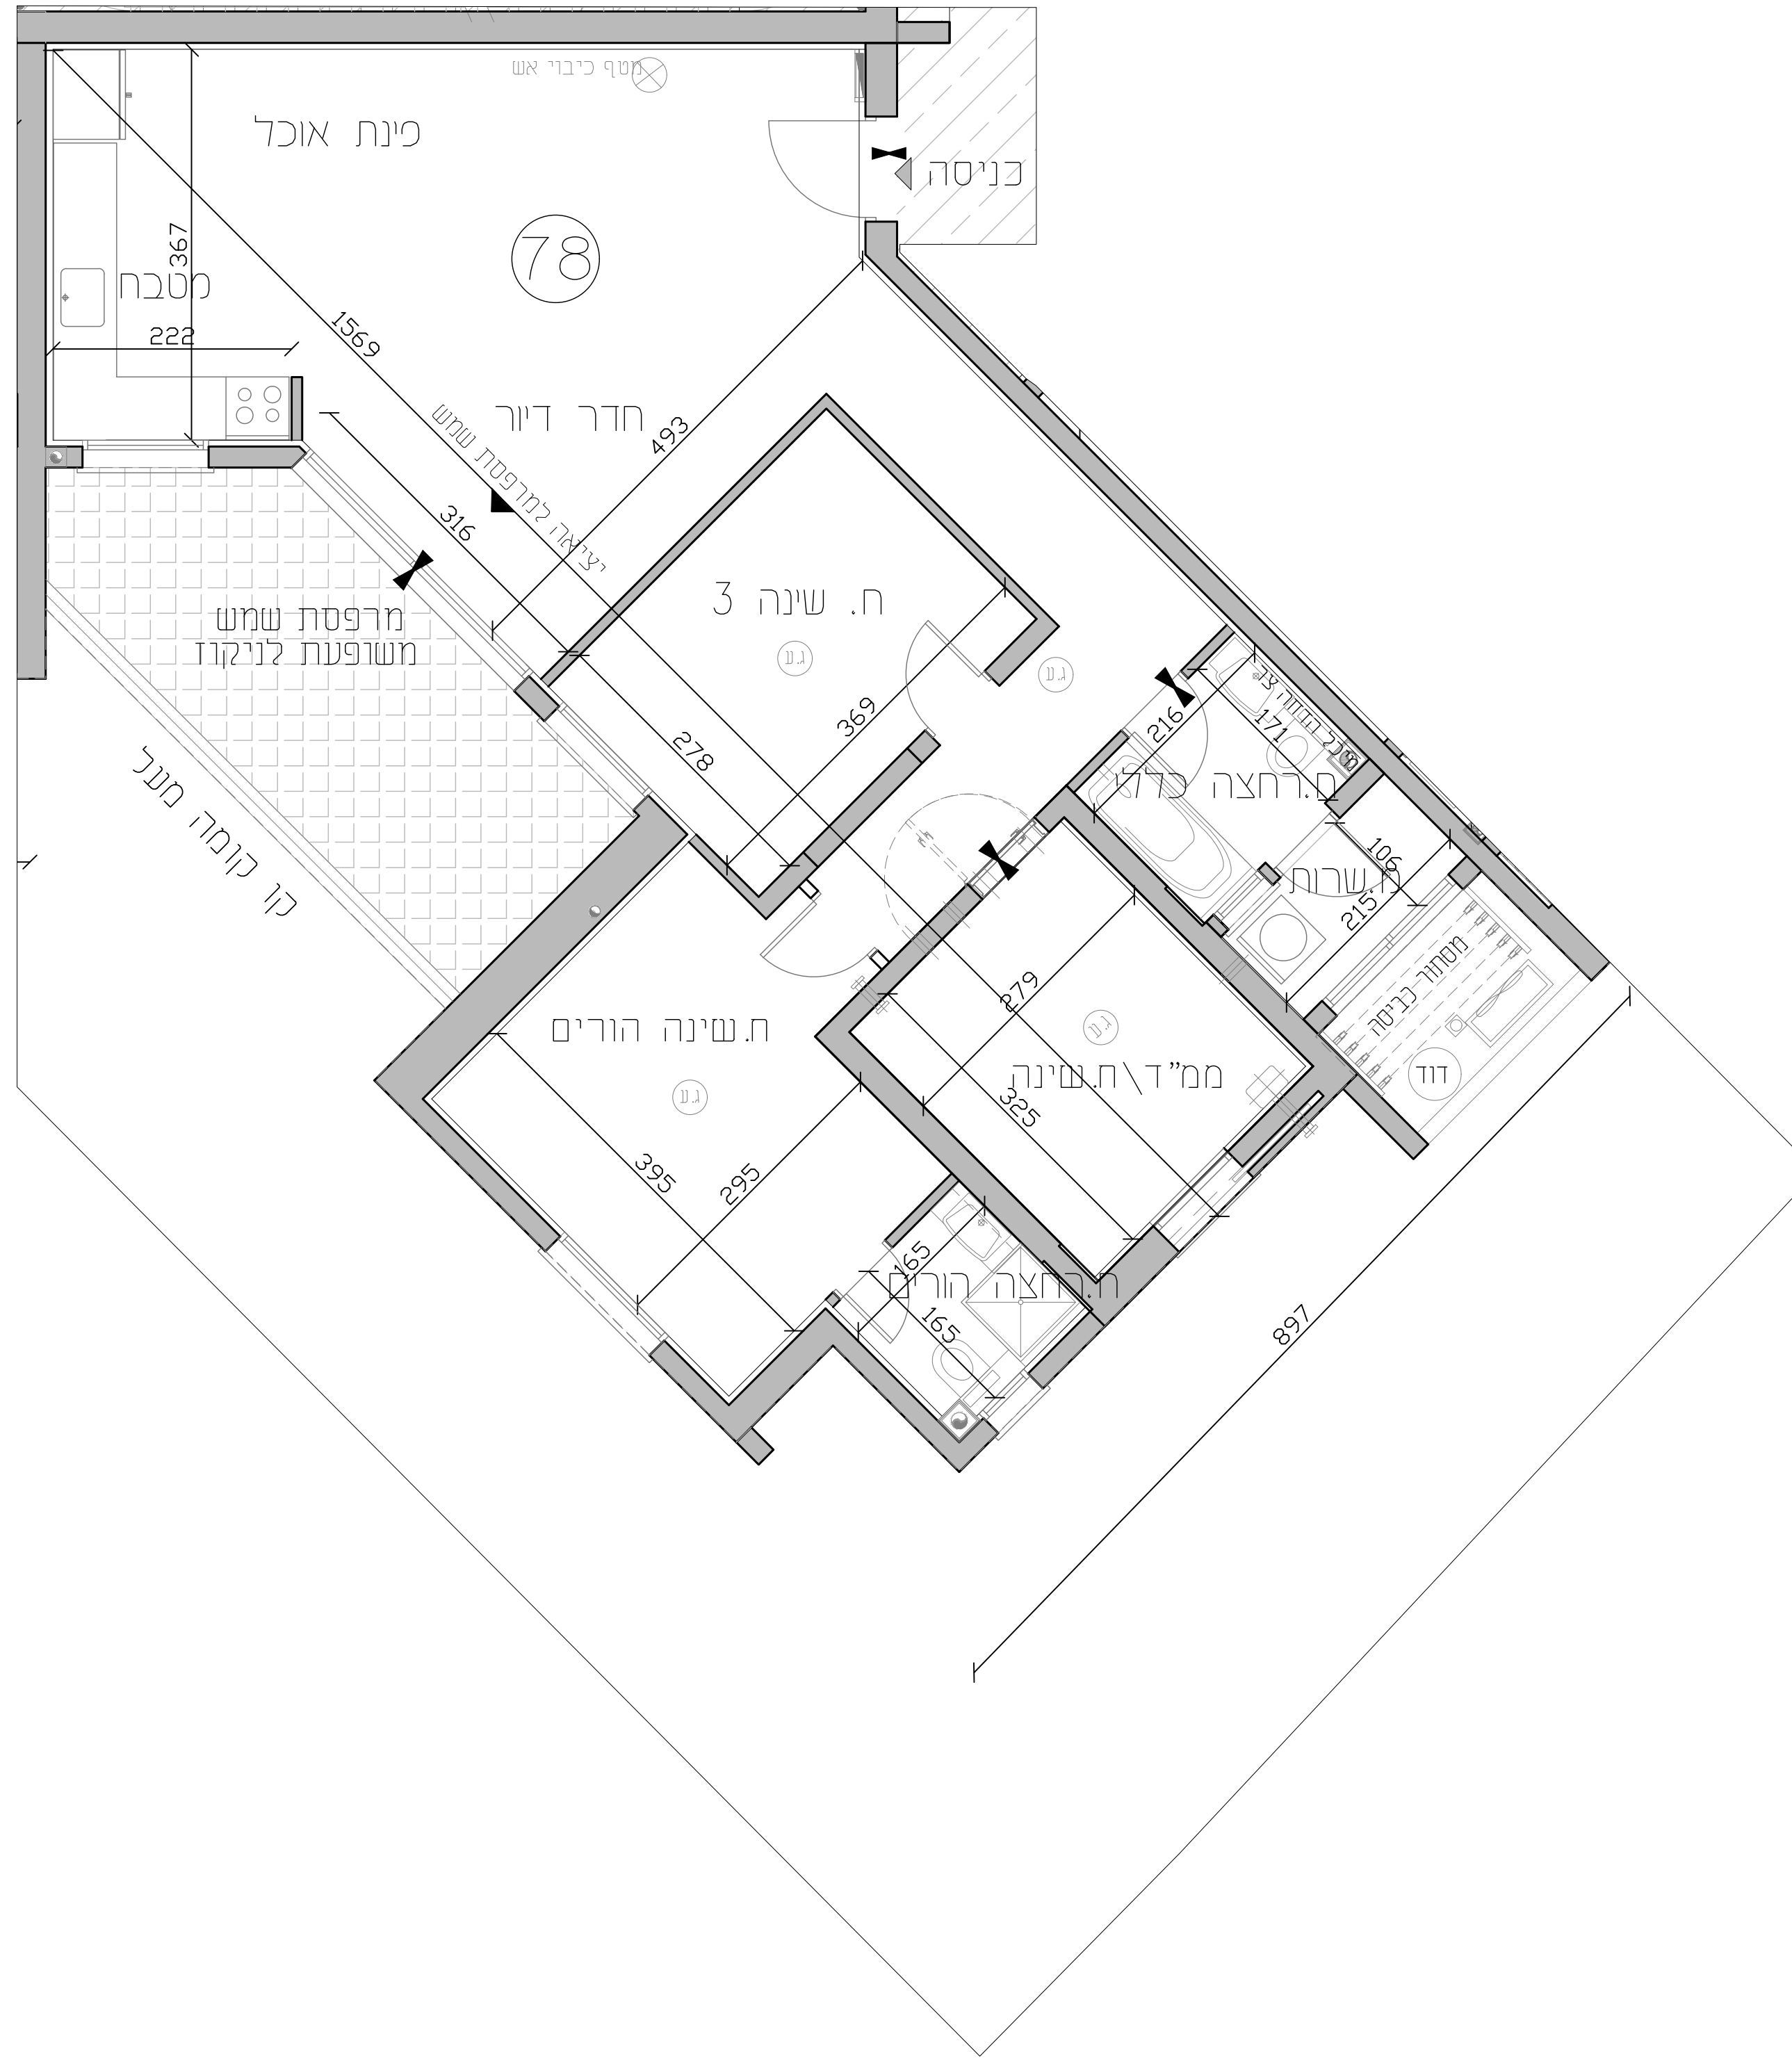 מטף כיבוי אש
פינת אוכל
כניסה
78
367
מטבח
222
1569
חדר דיור
493
יציאה למרפסת שמש
316
ח. שינה 3
ג.ע
ג.ע
מרפסת שמש
משופעת לניקוז
369
278
216
171
ח.רחצה כללי
קו קומה מעל
106
ח.שרות
215
מסתור כביסה
279
ח.שינה הורים
ג.ע
ג.ע
ממ"ד\ח.שינה
דוד
325
395
295
165
ח.רחצה הורים
165
897